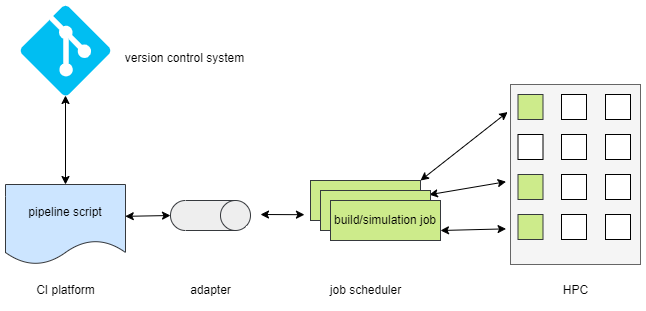 version control system
pipeline script
build/simulation job
CI platform
adapter
job scheduler
HPC